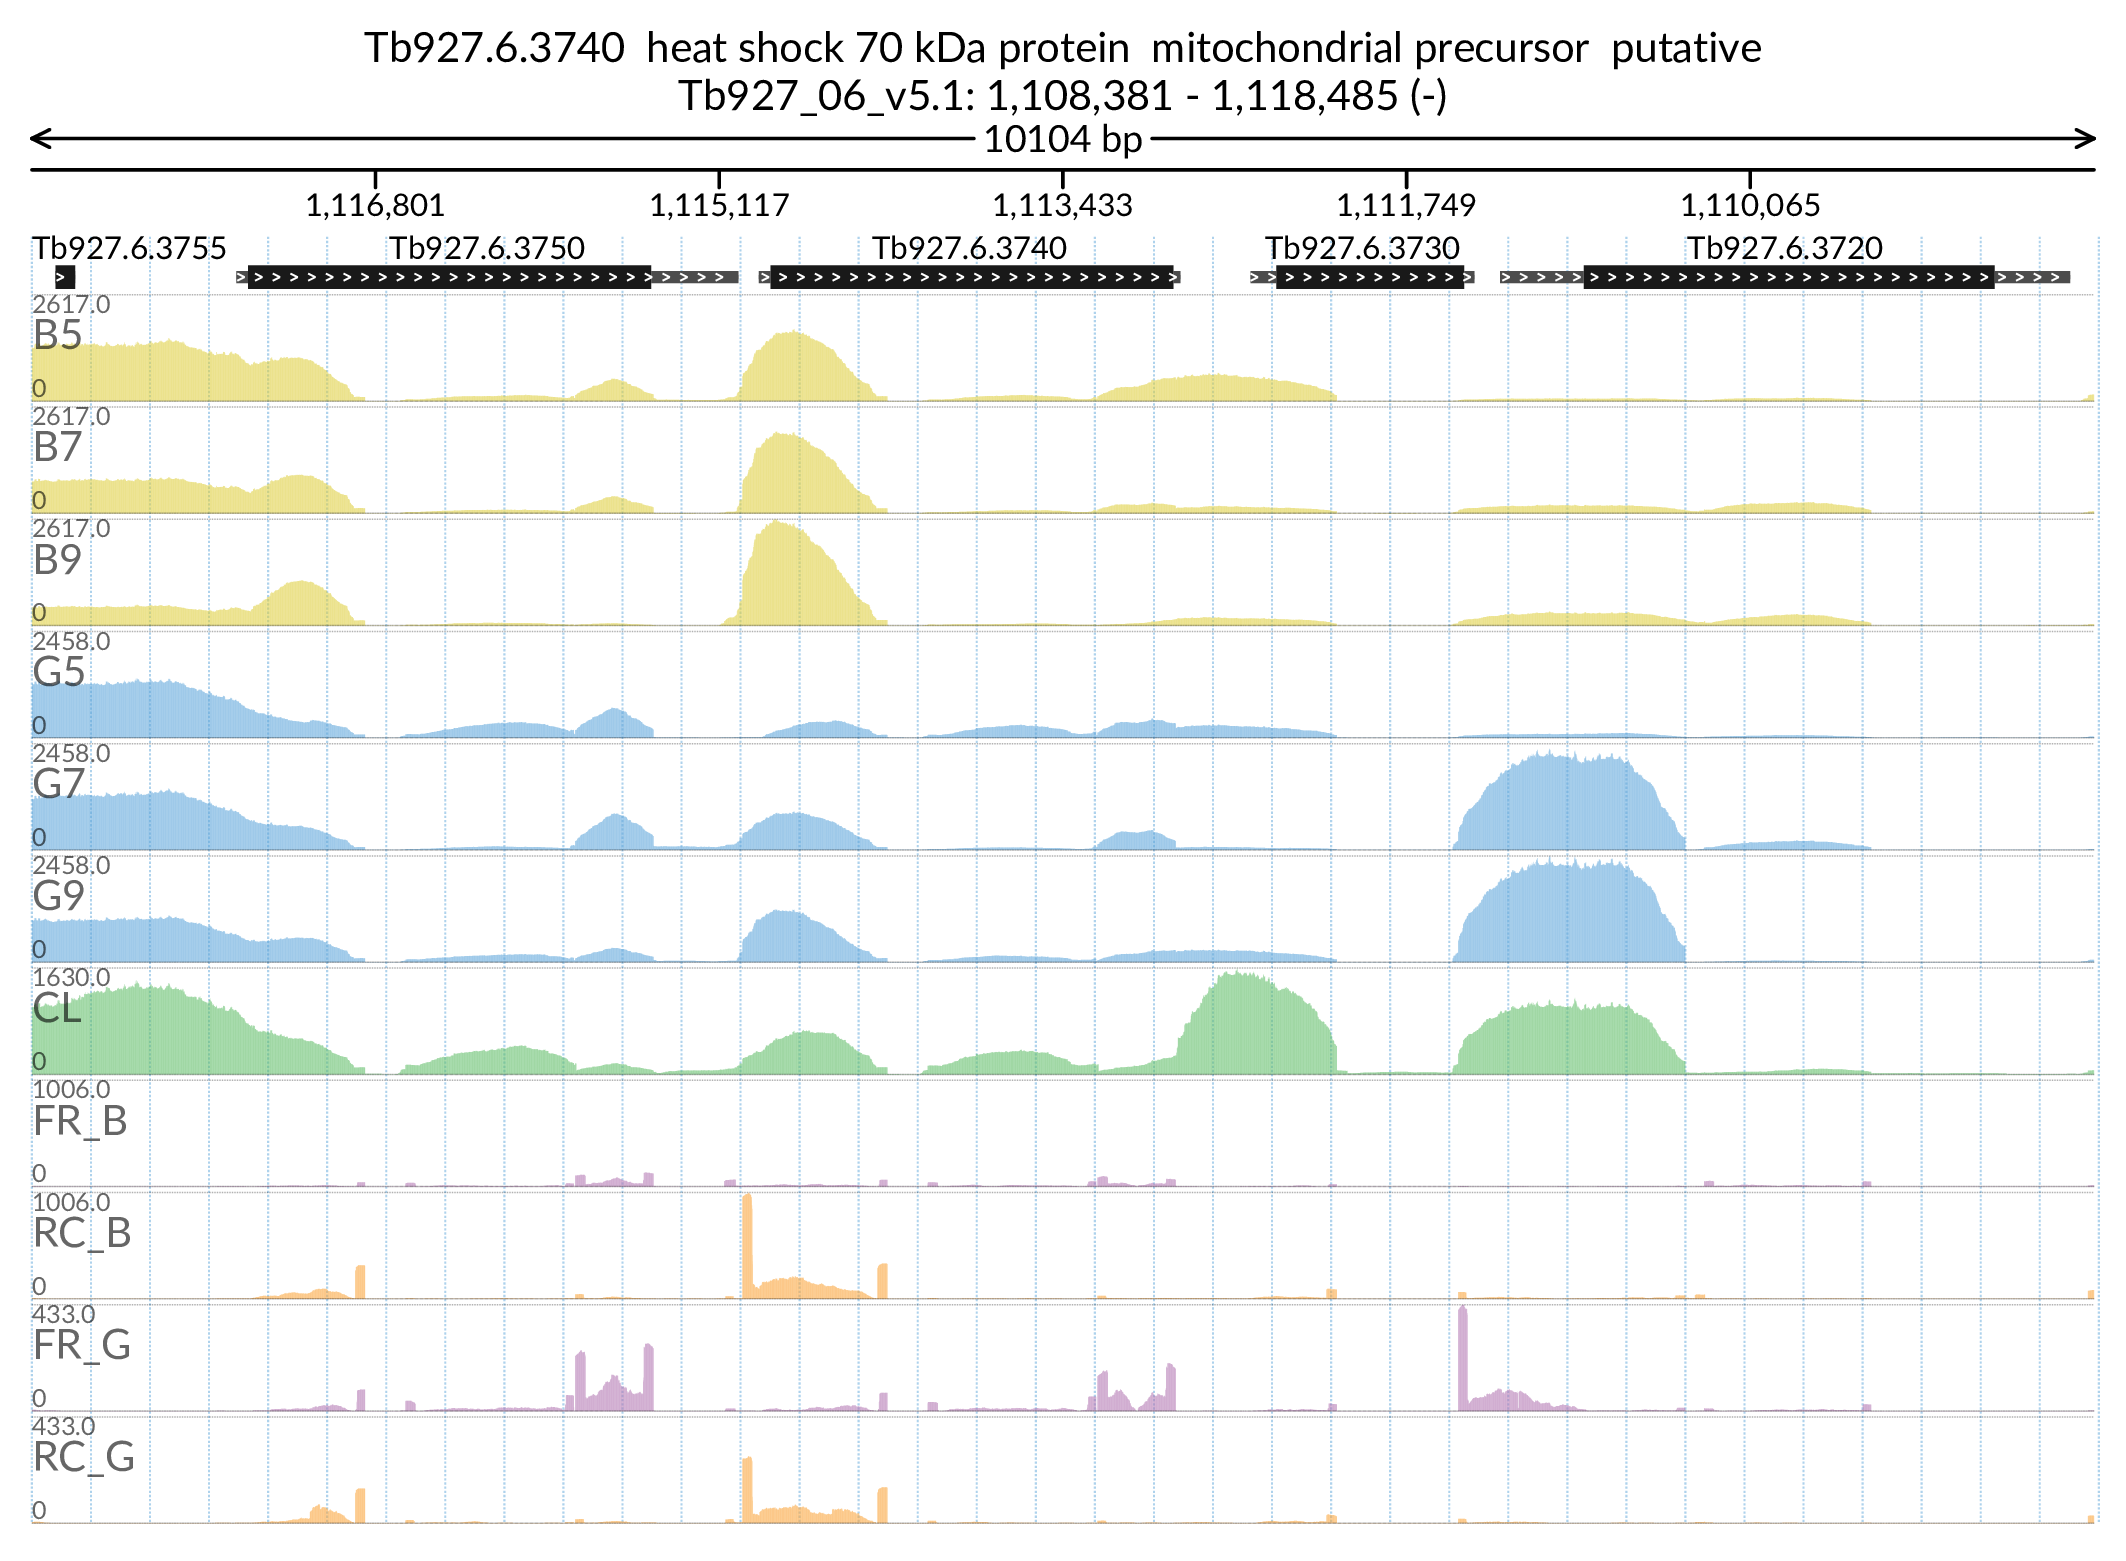 Tb927.6.3740 heat shock 70 kDa protein mitochondrial precursor putative
Tb927_06_v5.1: 1,108,381 - 1,118,485 (-)
10104 bp
1,116,801 1,115,117 1,113,433 1,111,749 1,110,065
Tb927.6.3755 Tb927.6.3750 Tb927.6.3740 Tb927.6.3730 Tb927.6.3720
2617.0
B5
0
2617.0
B7
0
2617.0
B9
0
2458.0
G5
0
2458.0
G7
0
2458.0
G9
0
1630.0
CL
0
1006.0
FR_B
0
1006.0
RC_B
0
433.0
FR_G
0
433.0
RC_G
0